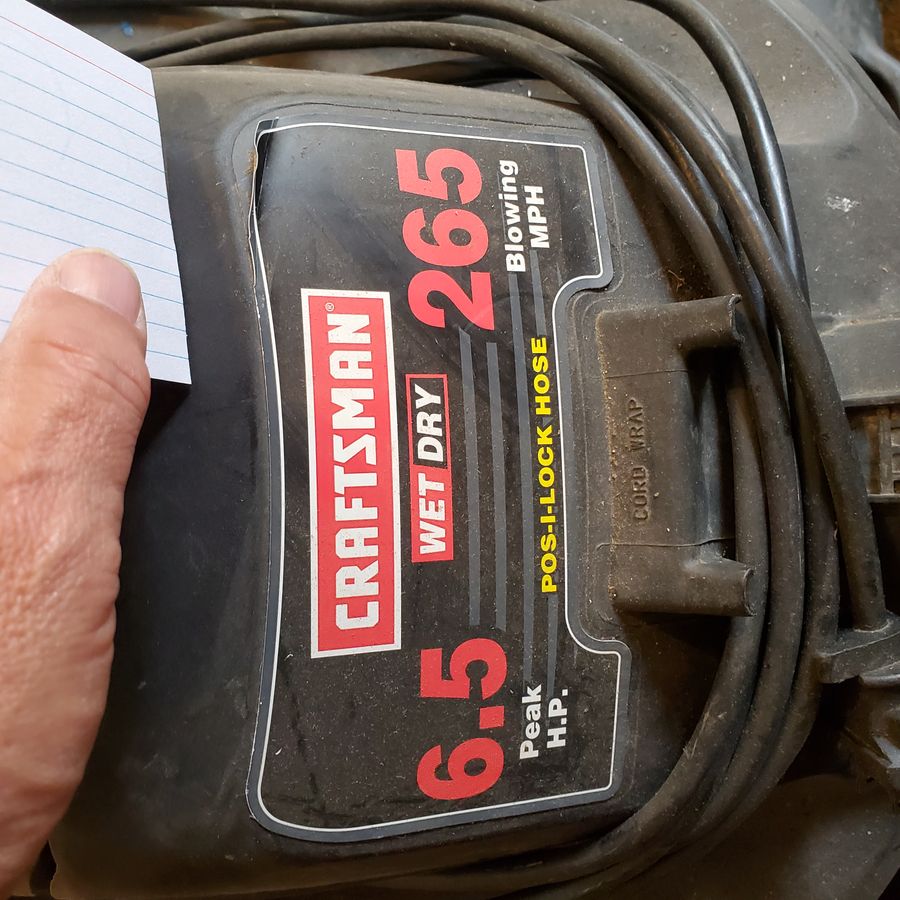 CRAFTSMAN®
WET DRY
6.5
Peak
H.P.
265
Blowing
MPH
POS-I-LOCK HOSE
CORD WRAP